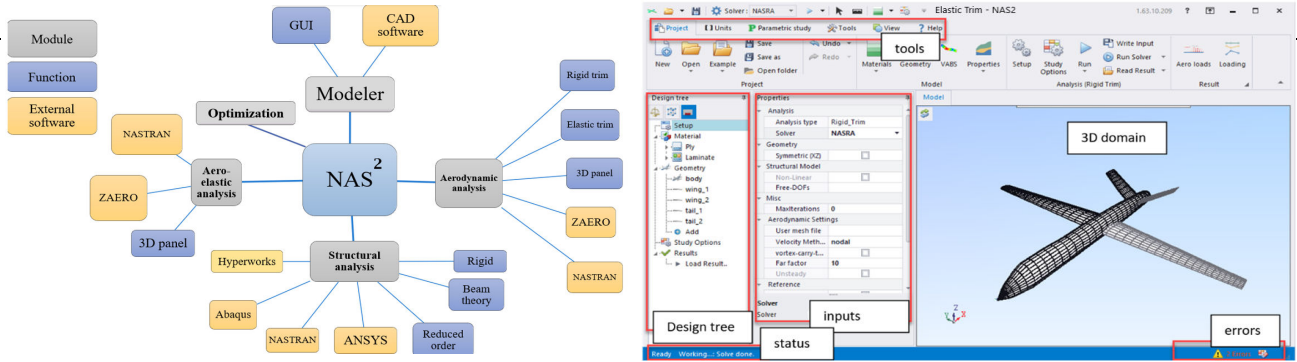 Module
Function
External
software
GUI
CAD
software
Modeler
Optimization
NASTRAN
Aero-
elastic
analysis
ZAERO
3D panel
NAS2
Rigid trim
Elastic trim
Aerodynamic
analysis
3D panel
ZAERO
NASTRAN
Structural
analysis
Hyperworks
Abaqus
NASTRAN
ANSYS
Reduced
order
Beam
theory
Rigid
Solver: NASRA
Elastic Trim - NAS2
1.65.10.209
Project Units Parametric study Tools View Help
tools
New Open Example
Save
Save as
Open folder
Undo
Redo
Materials Geometry VABS Properties
Setup Study
Options
Run
Write Input
Run Solver
Read Result
Aero loads Loading
Project Model Analysis (Rigid Trim) Result
Design tree
Setup
Material
Ply
Laminate
Geometry
body
wing_1
wing_2
tail_1
tail_2
Add
Study Options
Results
Load Result..
Design tree
Properties
Analysis
Analysis type Rigid_Trim
Solver NASRA
Geometry
Symmetric (XZ)
Structural Model
Non-Linear
Free-DOFs
Misc
MaxIterations 0
Aerodynamic Settings
User mesh file
Velocity Meth... nodal
vortex-carry-t...
Far factor 10
Unsteady
Reference
Solver
Solver
inputs
Model
3D domain
Z
Y X
errors
Ready Working...: Solve done.
status